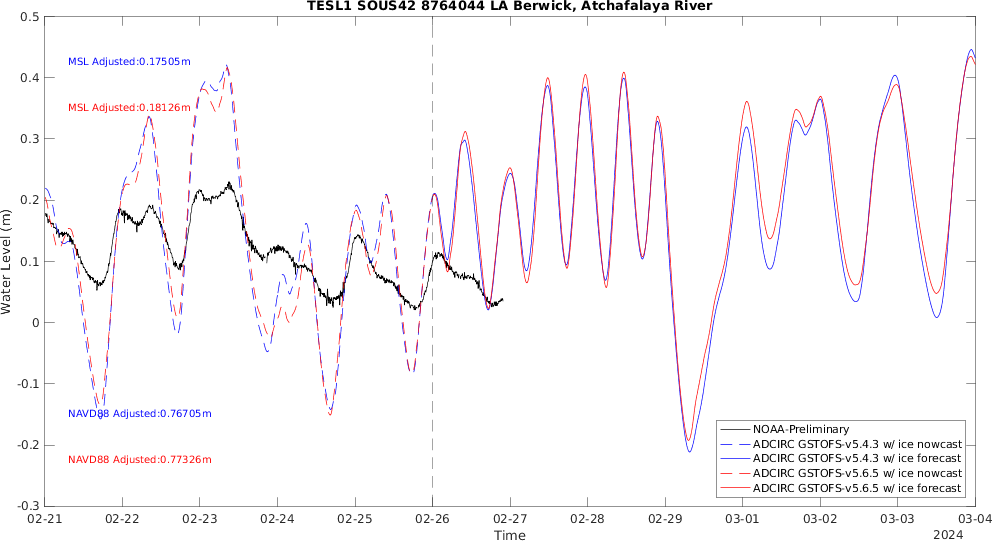 TESL1 SOUS42 8764044 LA Berwick, Atchafalaya River
0.5
0.4
0.3
0.2
0.1
0
-0.1
-0.2
-0.3
Water Level (m)
MSL Adjusted:0.17505m
MSL Adjusted:0.18126m
NAVD88 Adjusted:0.76705m
NAVD88 Adjusted:0.77326m
NOAA-Preliminary
ADCIRC GSTOFS-v5.4.3 w/ ice nowcast
ADCIRC GSTOFS-v5.4.3 w/ ice forecast
ADCIRC GSTOFS-v5.6.5 w/ ice nowcast
ADCIRC GSTOFS-v5.6.5 w/ ice forecast
02-21 02-22 02-23 02-24 02-25 02-26 02-27 02-28 02-29 03-01 03-02 03-03 03-04
Time
2024